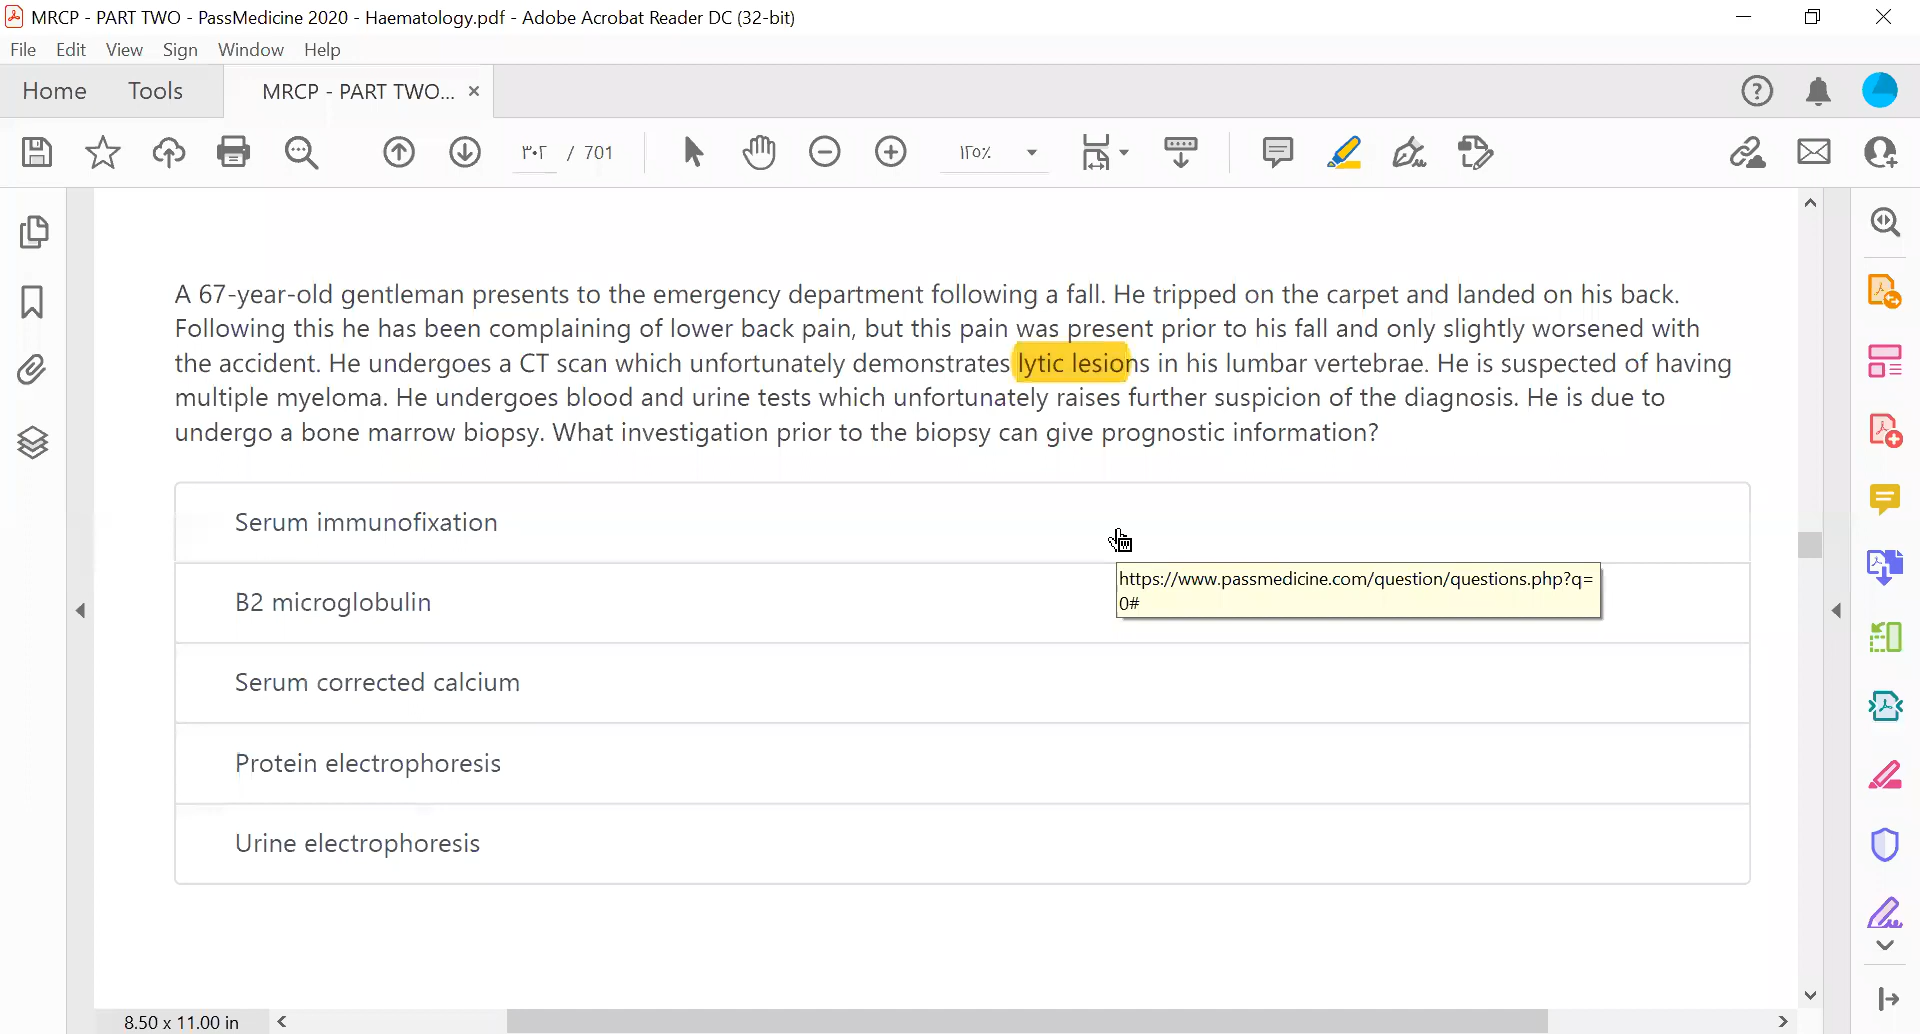 MRCP - PART TWO - PassMedicine 2020 - Haematology.pdf - Adobe Acrobat Reader DC (32-bit)
File Edit View Sign Window Help
Home Tools MRCP - PART TWO... ×
٣٠٢ / 701 ١٢٥٪
A 67-year-old gentleman presents to the emergency department following a fall. He tripped on the carpet and landed on his back.
Following this he has been complaining of lower back pain, but this pain was present prior to his fall and only slightly worsened with
the accident. He undergoes a CT scan which unfortunately demonstrates lytic lesions in his lumbar vertebrae. He is suspected of having
multiple myeloma. He undergoes blood and urine tests which unfortunately raises further suspicion of the diagnosis. He is due to
undergo a bone marrow biopsy. What investigation prior to the biopsy can give prognostic information?
Serum immunofixation
https://www.passmedicine.com/question/questions.php?q=
0#
B2 microglobulin
Serum corrected calcium
Protein electrophoresis
Urine electrophoresis
8.50 x 11.00 in